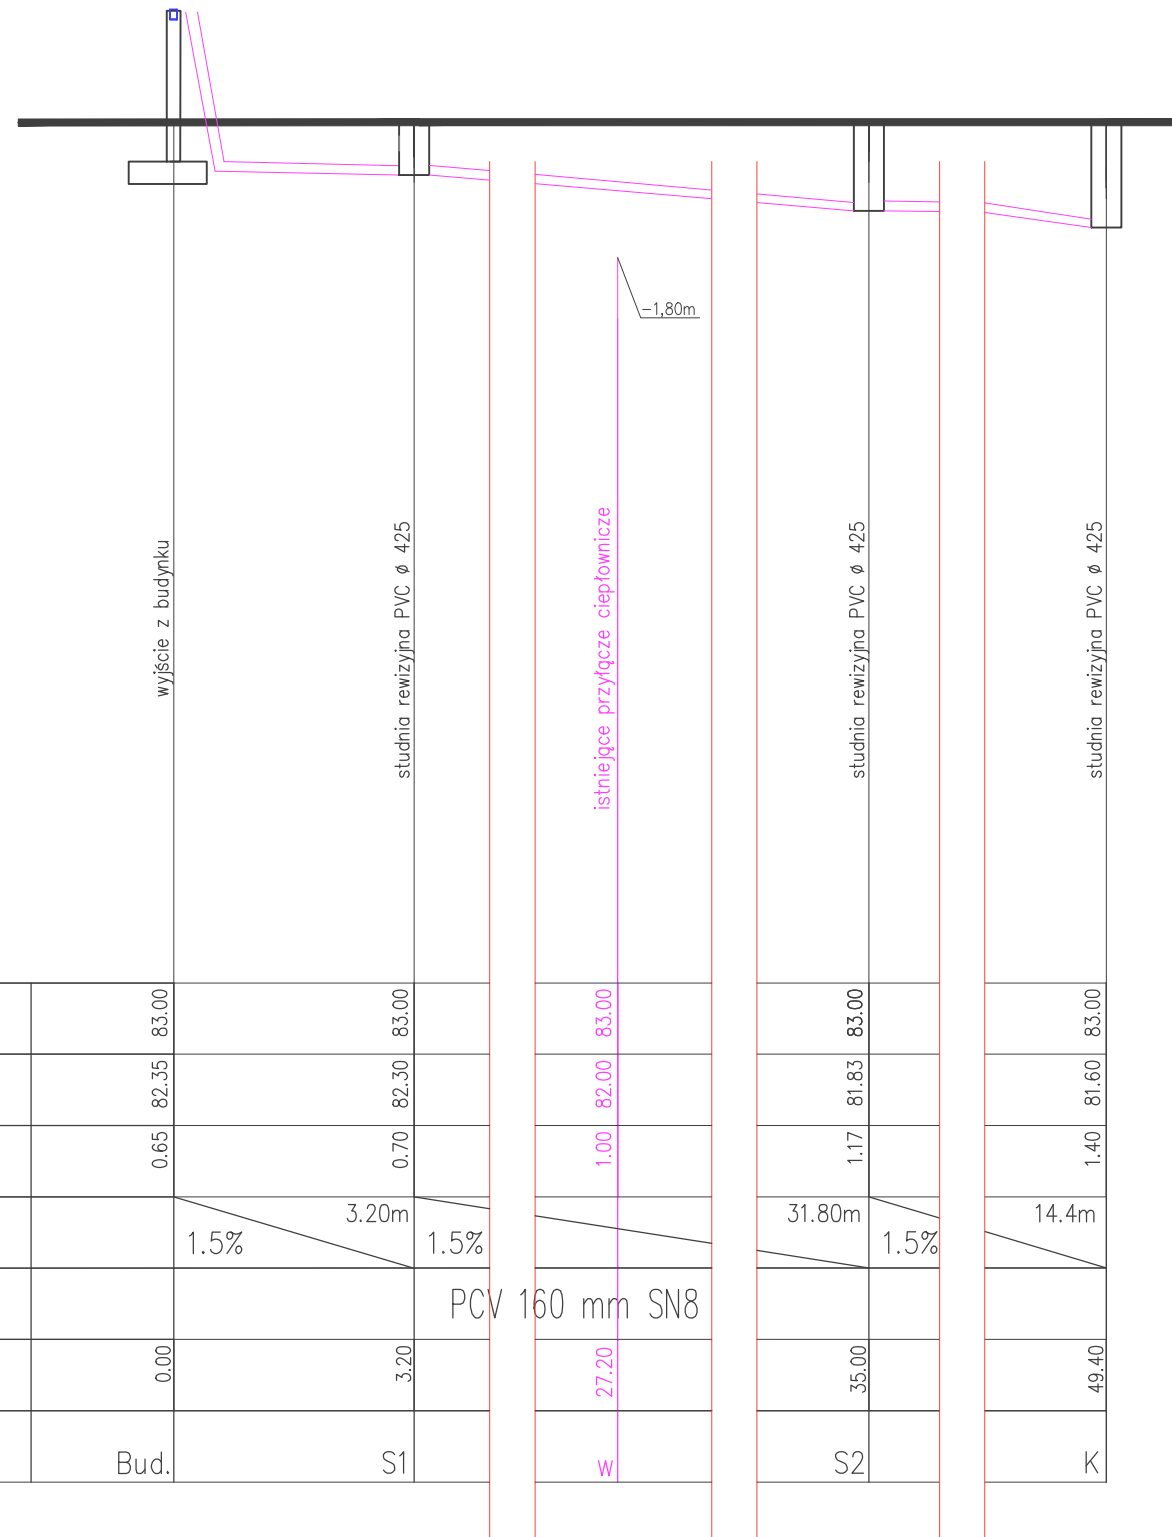 -1,80m
wyjście z budynku
studnia rewizyjna PVC ø 425
istniejące przyłącze ciepłownicze
studnia rewizyjna PVC ø 425
studnia rewizyjna PVC ø 425
83.00 83.00 83.00 83.00 83.00
82.35 82.30 82.00 81.83 81.60
0.65 0.70 1.00 1.17 1.40
3.20m 31.80m 14.4m
1.5% 1.5% 1.5%
PCV 160 mm SN8
0.00 3.20 27.20 35.00 49.40
Bud. S1 W S2 K